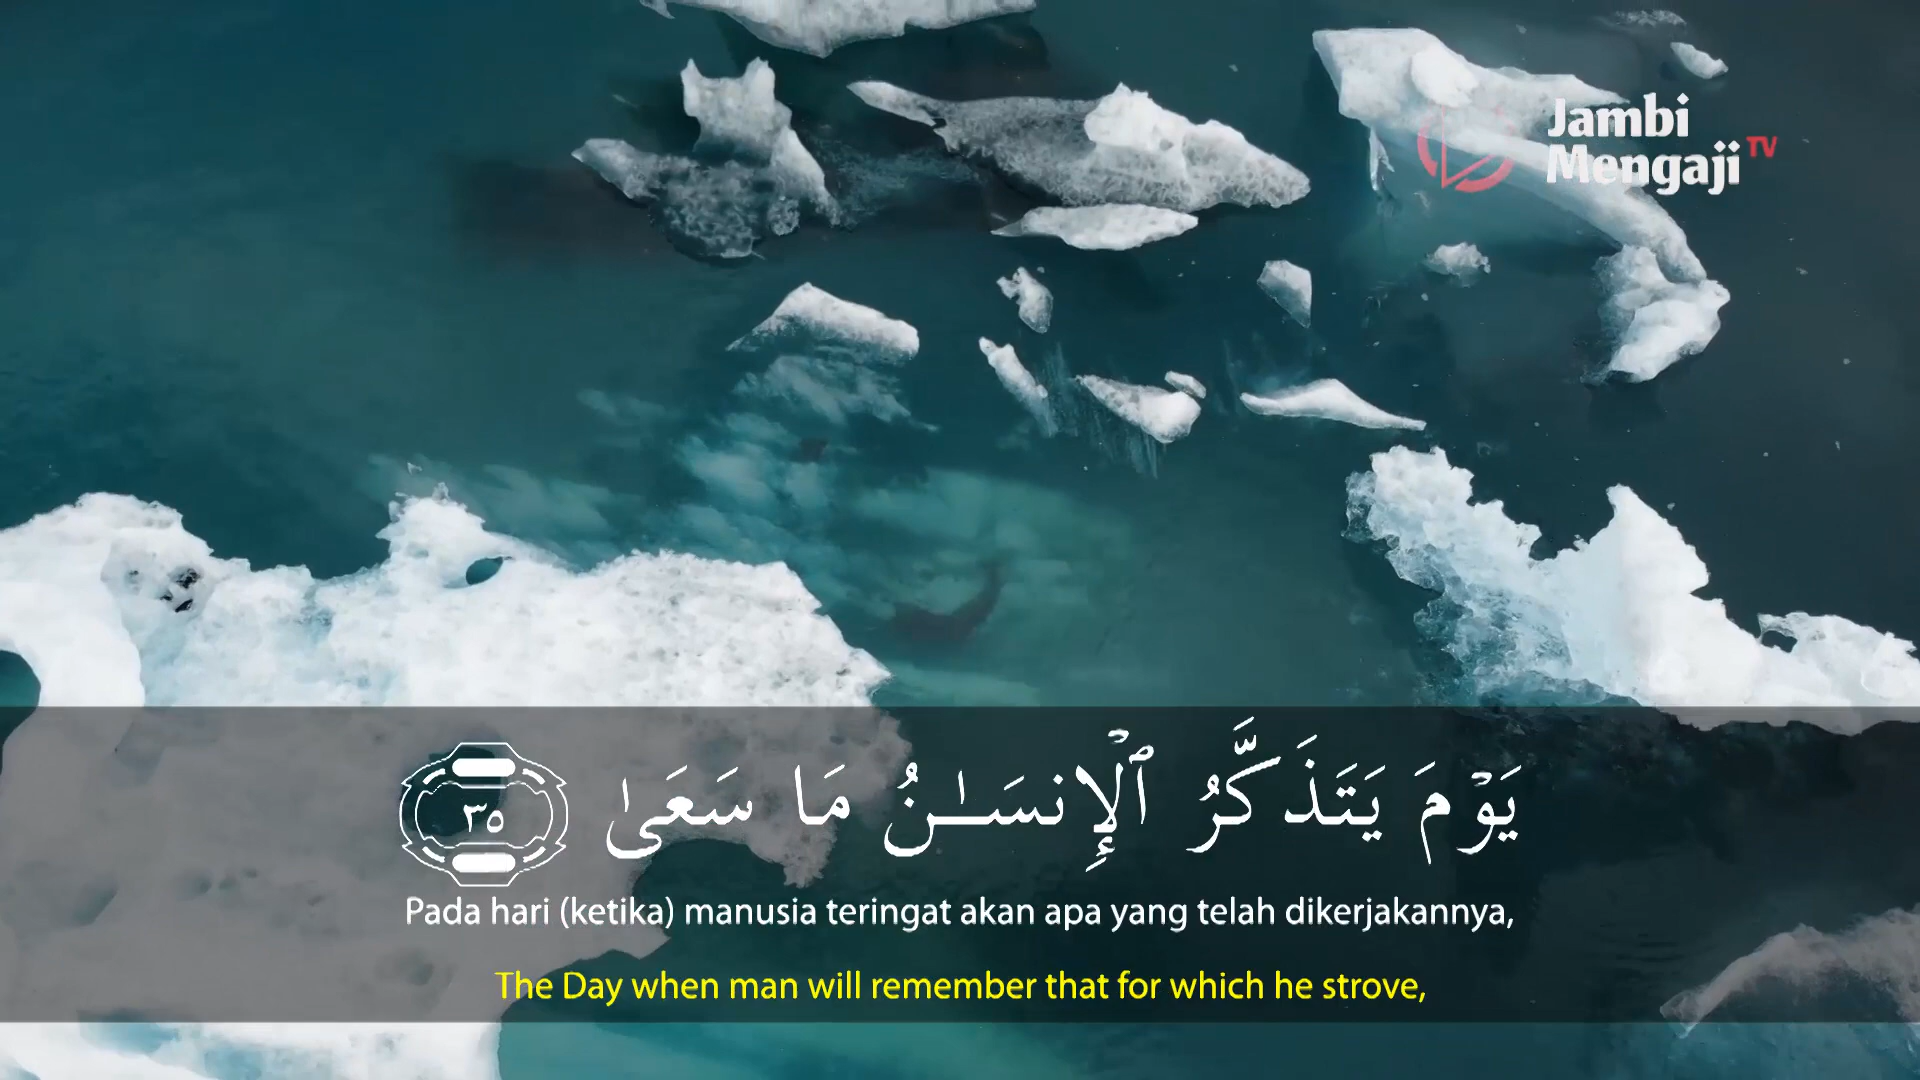 Jambi
Mengaji TV
يَوْمَ يَتَذَكَّرُ ٱلْإِنسَـٰنُ مَا سَعَىٰ ٣٥
Pada hari (ketika) manusia teringat akan apa yang telah dikerjakannya,
The Day when man will remember that for which he strove,